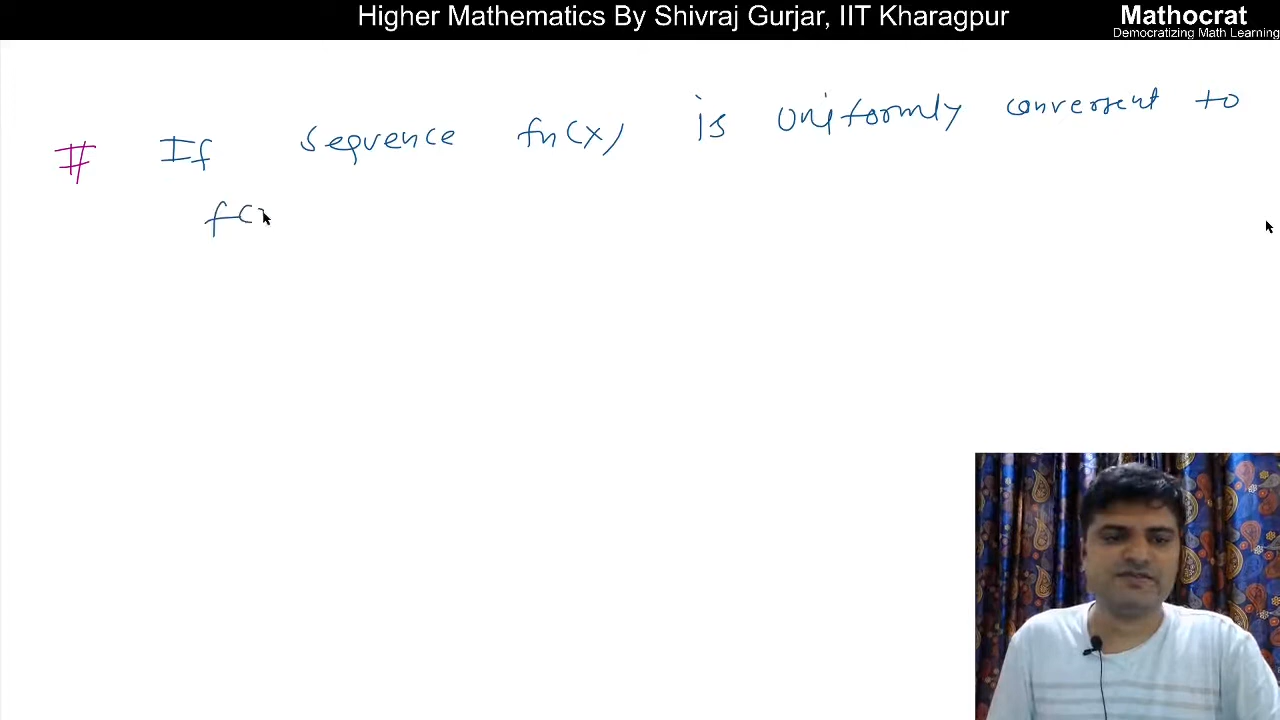 Higher Mathematics By Shivraj Gurjar, IIT Kharagpur
Mathocrat
Democratizing Math Learning
# If sequence fn(x) is uniformly convergent to
f(